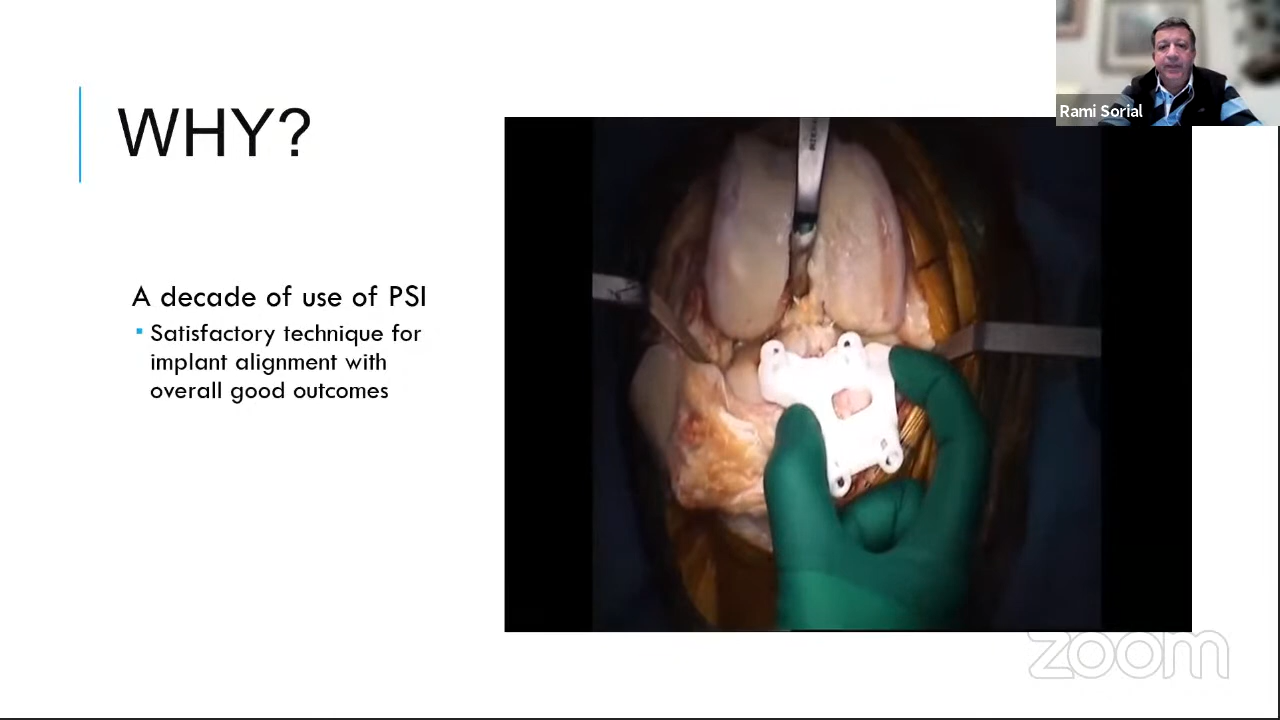 Rami Sorial
WHY?
A decade of use of PSI
Satisfactory technique for
implant alignment with
overall good outcomes
zoom